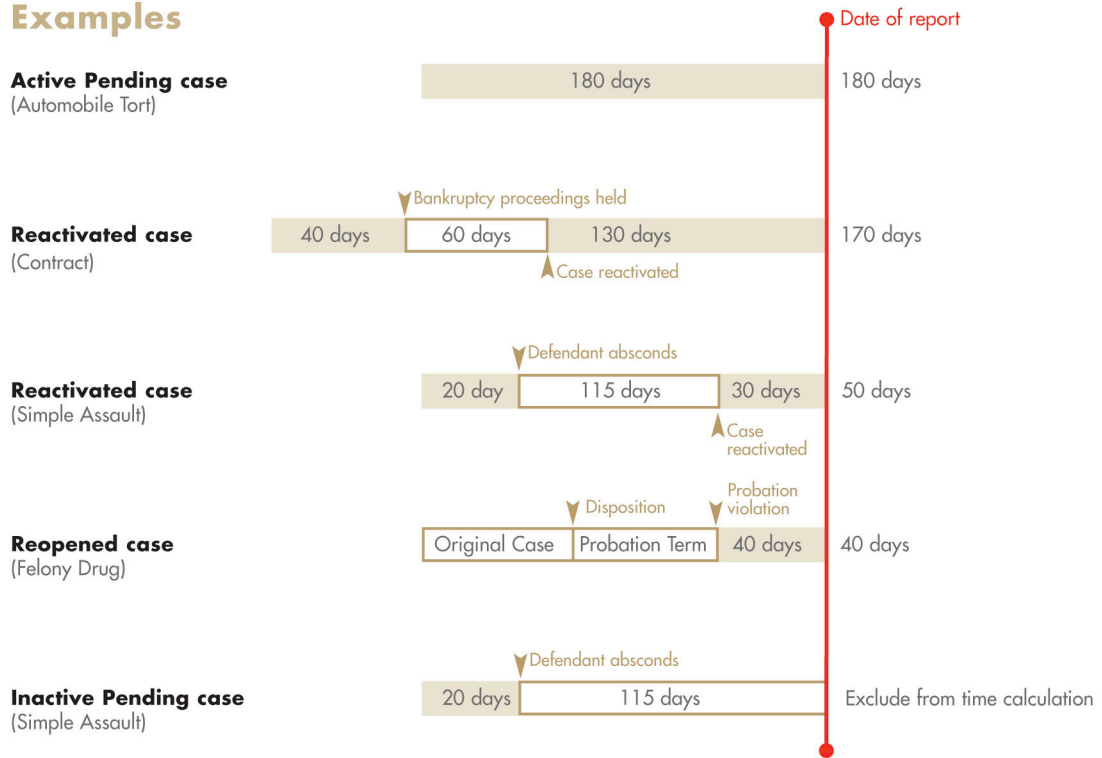 Examples
Date of report
Active Pending case
(Automobile Tort)
180 days
180 days
Bankruptcy proceedings held
Reactivated case
(Contract)
40 days
60 days
130 days
170 days
Case reactivated
Defendant absconds
Reactivated case
(Simple Assault)
20 day
115 days
30 days
50 days
Case
reactivated
Probation
violation
Disposition
Reopened case
(Felony Drug)
Original Case
Probation Term
40 days
40 days
Defendant absconds
Inactive Pending case
(Simple Assault)
20 days
115 days
Exclude from time calculation